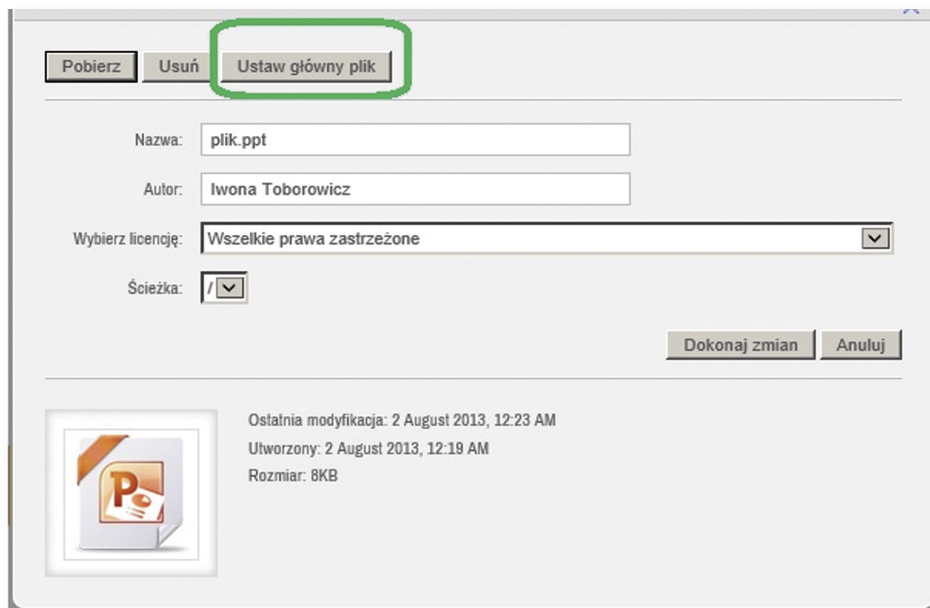 Pobierz Usuń Ustaw główny plik
Nazwa: plik.ppt
Autor: Iwona Toborowicz
Wybierz licencję: Wszelkie prawa zastrzeżone
Ścieżka: /
Dokonaj zmian Anuluj
Ostatnia modyfikacja: 2 August 2013, 12:23 AM
Utworzony: 2 August 2013, 12:19 AM
Rozmiar: 8KB
P